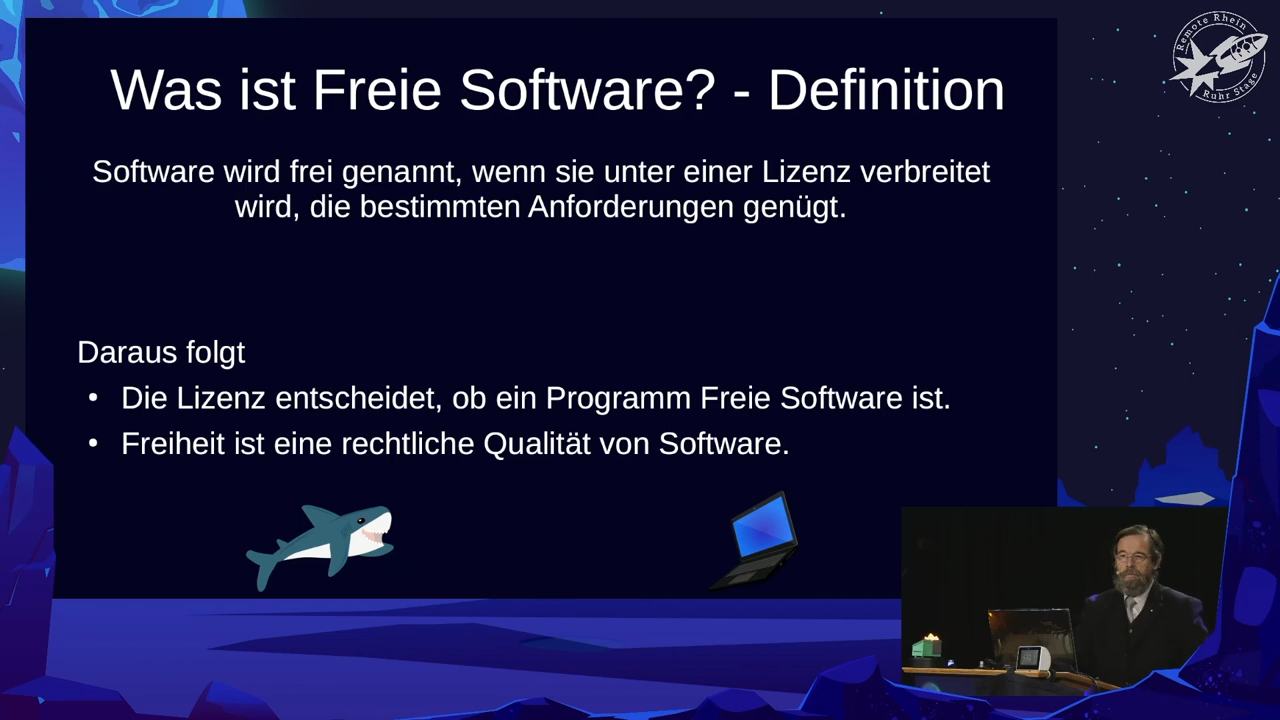 Remote Rhein
Ruhr Stage
Was ist Freie Software? - Definition
Software wird frei genannt, wenn sie unter einer Lizenz verbreitet
wird, die bestimmten Anforderungen genügt.
Daraus folgt
• Die Lizenz entscheidet, ob ein Programm Freie Software ist.
• Freiheit ist eine rechtliche Qualität von Software.